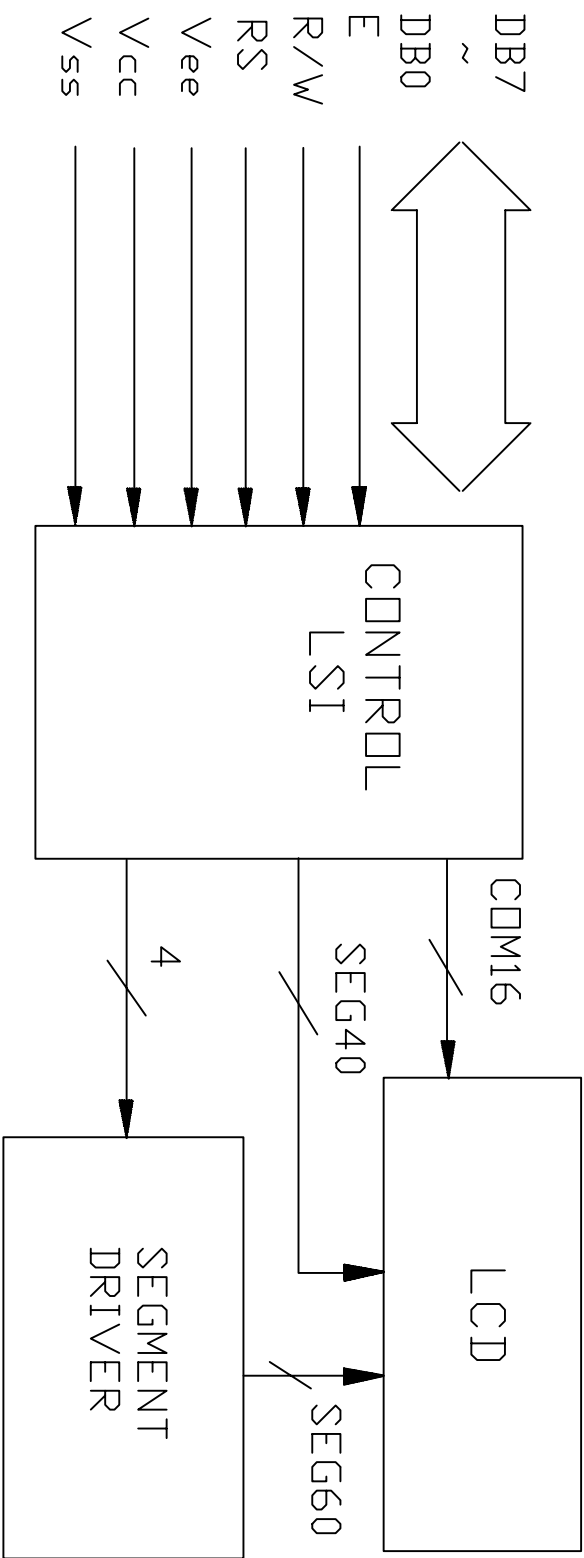 DB7
~
DB0
E
R/W
RS
Vee
Vcc
Vss
CONTROL
LSI
COM16
SEG40
4
LCD
SEGMENT
DRIVER
SEG60